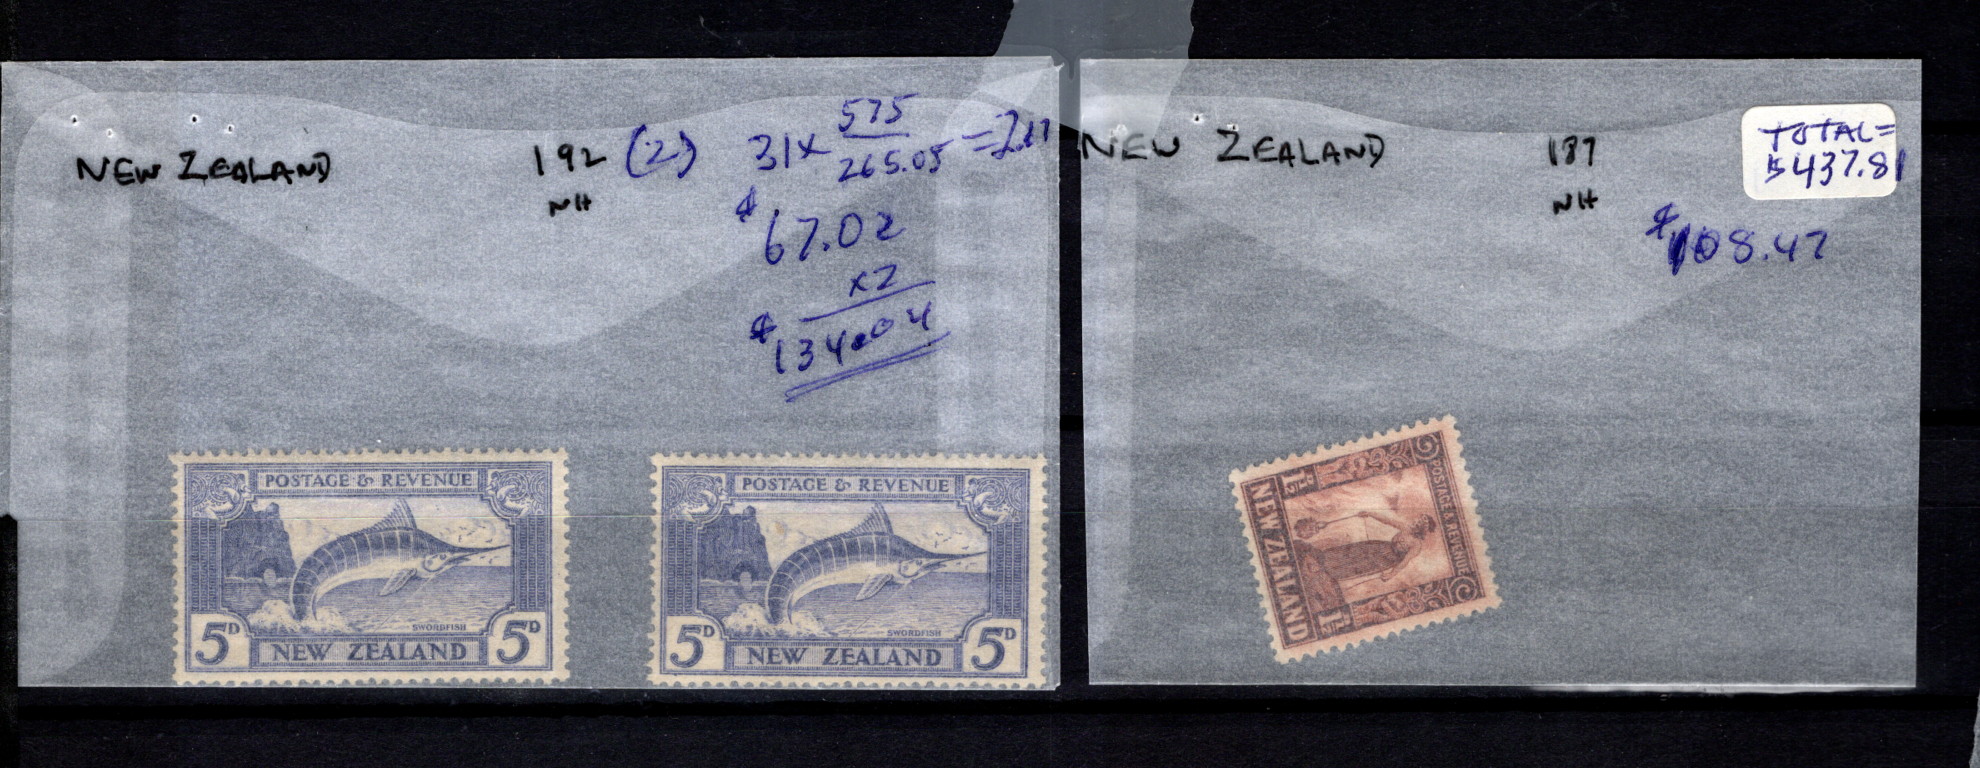 NEW ZEALAND
192 (2)
NH
31x 575
265.05
=2.17
$67.02
x2
$134.04
POSTAGE & REVENUE
SWORDFISH
5D 5D
NEW ZEALAND
POSTAGE & REVENUE
SWORDFISH
5D 5D
NEW ZEALAND
NEW ZEALAND
187
NH
TOTAL=
$437.81
$108.47
POSTAGE & REVENUE
NEW ZEALAND